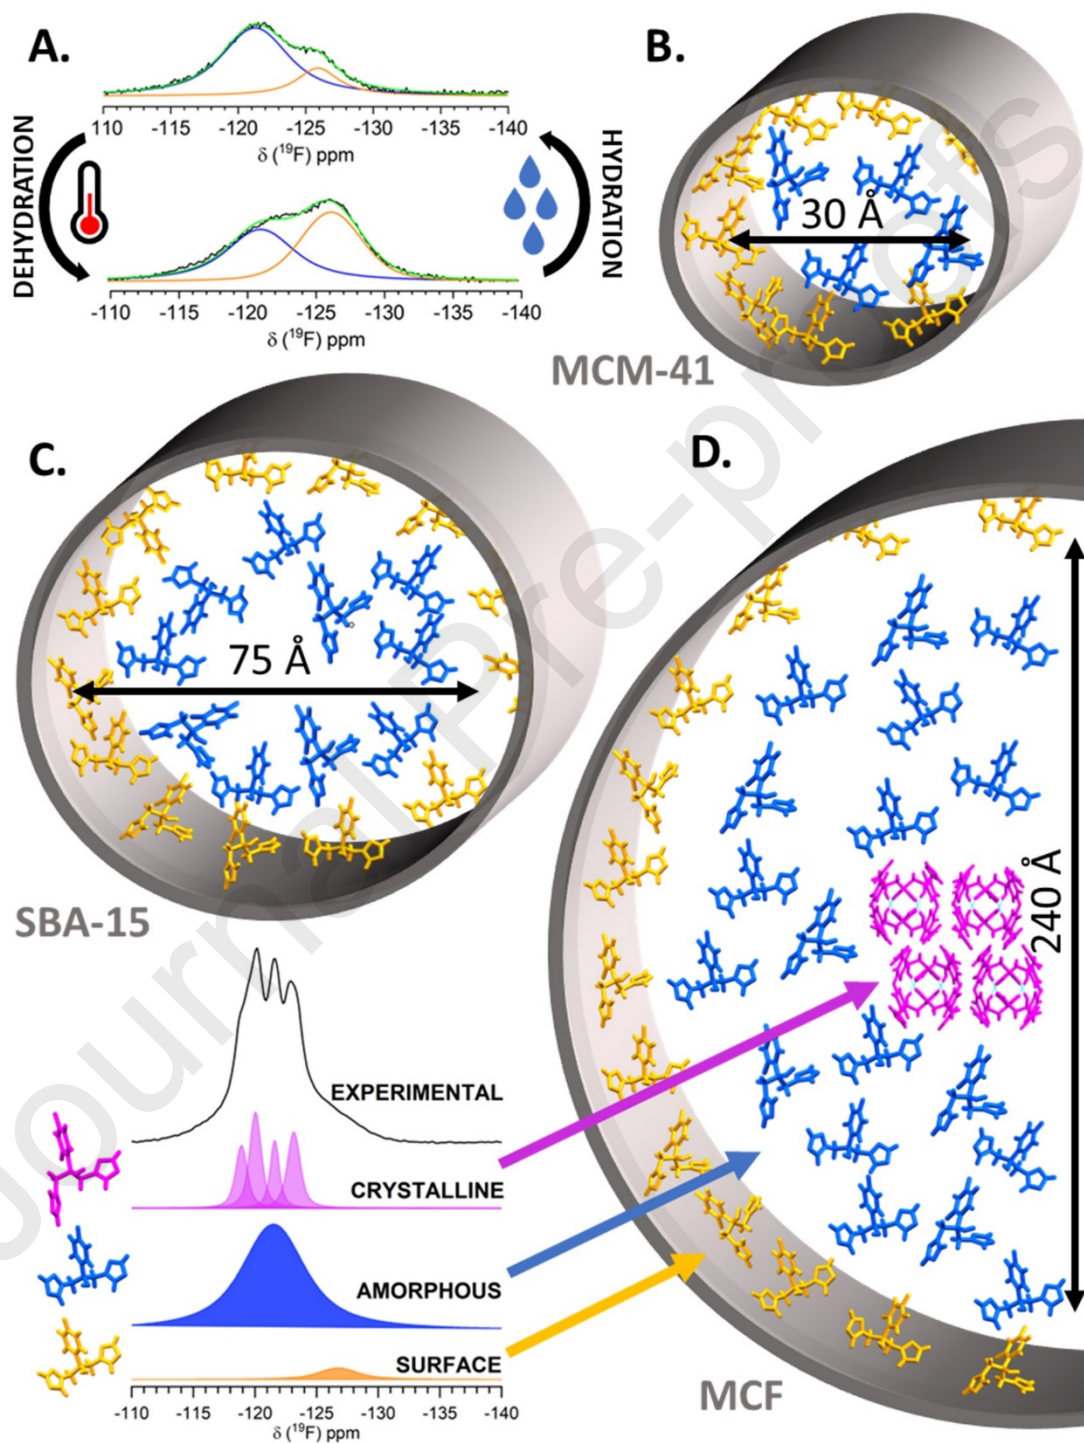 A.
110 -115 -120 -125 -130 -135 -140
δ (¹⁹F) ppm
DEHYDRATION
HYDRATION
-110 -115 -120 -125 -130 -135 -140
δ (¹⁹F) ppm
B.
30 Å
MCM-41
C.
75 Å
SBA-15
D.
240 Å
MCF
EXPERIMENTAL
CRYSTALLINE
AMORPHOUS
SURFACE
-110 -115 -120 -125 -130 -135 -140
δ (¹⁹F) ppm
Journal Pre-proofs